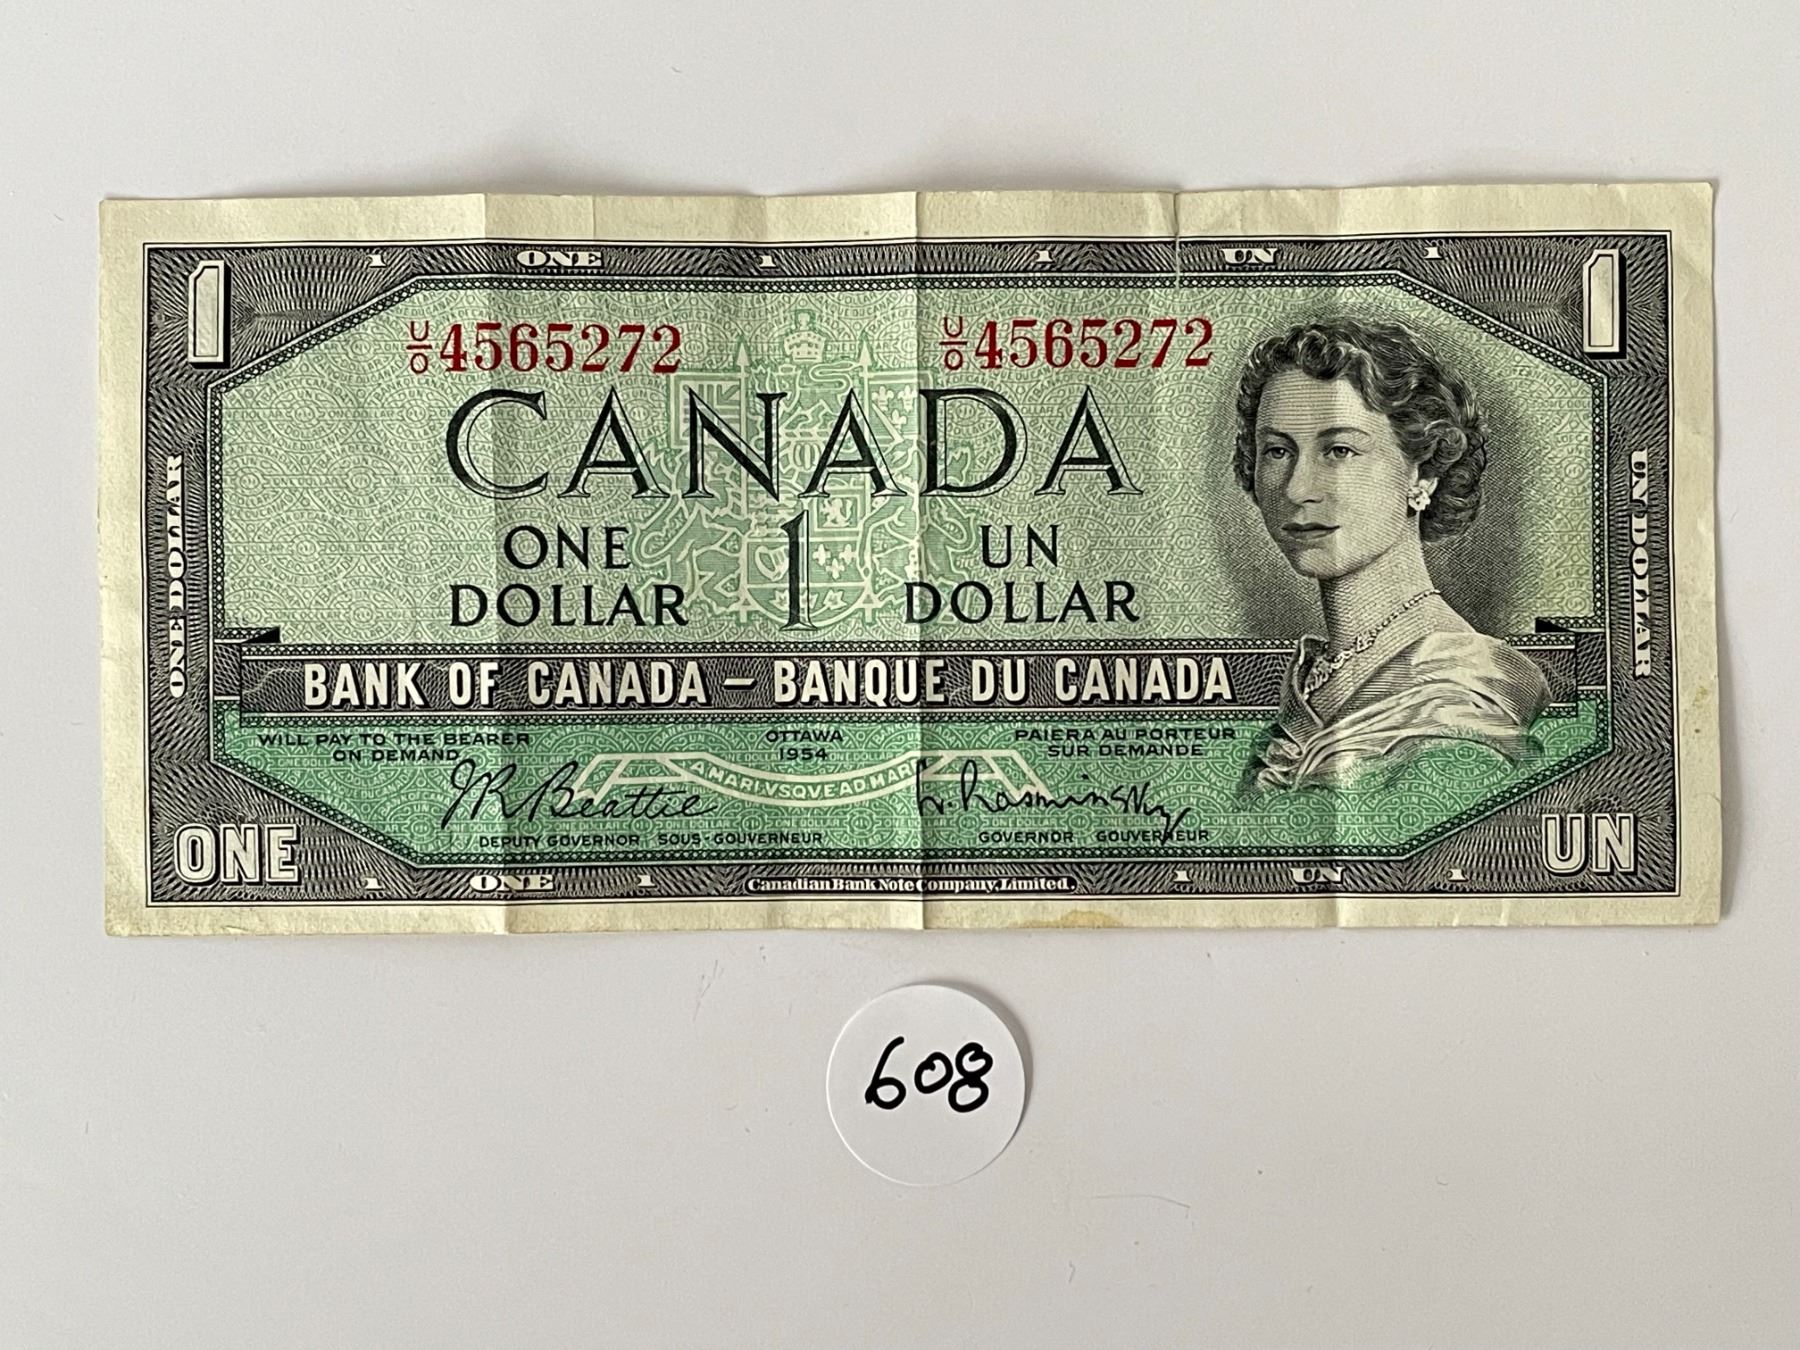 1 1 ONE 1 1 UN 1 1
U/O 4565272 U/O 4565272
CANADA
ONE DOLLAR 1 UN DOLLAR
ONE DOLLAR
UN DOLLAR
BANK OF CANADA – BANQUE DU CANADA
WILL PAY TO THE BEARER
ON DEMAND
OTTAWA
1954
PAIERA AU PORTEUR
SUR DEMANDE
A MARI VSQVE AD MAR
J R Beattie
L. Rasminsky
DEPUTY GOVERNOR SOUS-GOUVERNEUR
GOVERNOR GOUVERNEUR
ONE UN
1 ONE 1 Canadian Bank Note Company, Limited. 1 UN 1
608